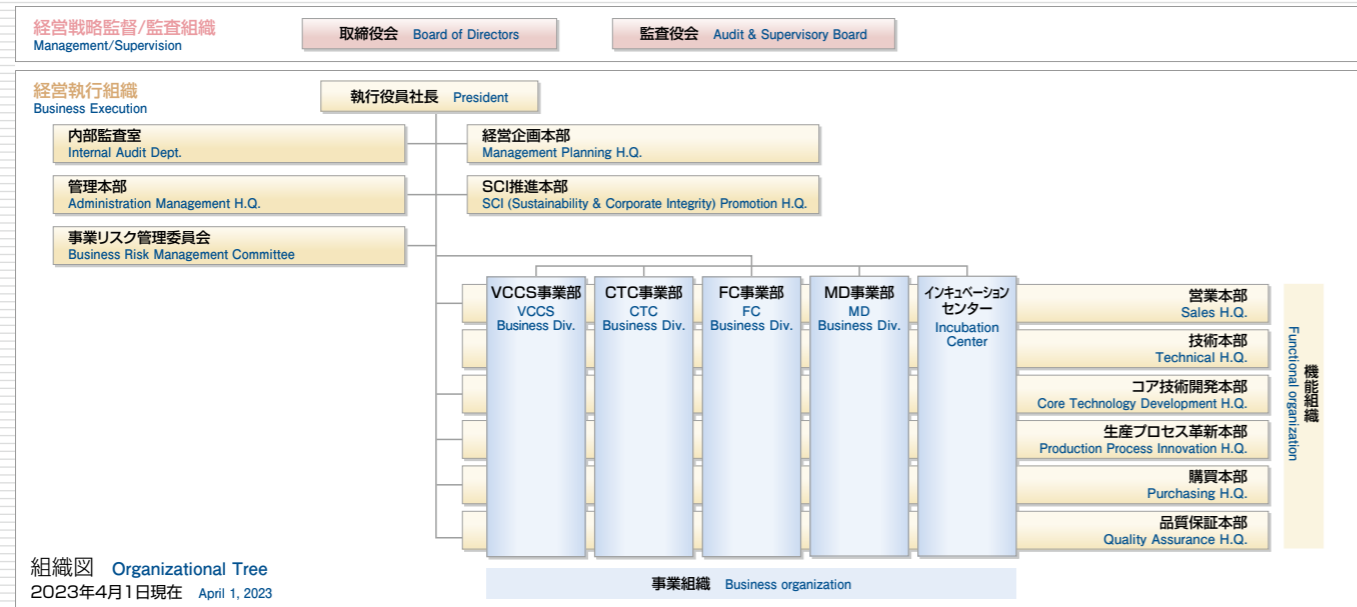 経営戦略監督/監査組織
Management/Supervision
取締役会 Board of Directors
監査役会 Audit & Supervisory Board
経営執行組織
Business Execution
執行役員社長 President
内部監査室
Internal Audit Dept.
経営企画本部
Management Planning H.Q.
管理本部
Administration Management H.Q.
SCI推進本部
SCI (Sustainability & Corporate Integrity) Promotion H.Q.
事業リスク管理委員会
Business Risk Management Committee
VCCS事業部
VCCS
Business Div.
CTC事業部
CTC
Business Div.
FC事業部
FC
Business Div.
MD事業部
MD
Business Div.
インキュベーション
センター
Incubation
Center
営業本部
Sales H.Q.
技術本部
Technical H.Q.
コア技術開発本部
Core Technology Development H.Q.
生産プロセス革新本部
Production Process Innovation H.Q.
購買本部
Purchasing H.Q.
品質保証本部
Quality Assurance H.Q.
機能組織
Functional organization
事業組織 Business organization
組織図 Organizational Tree
2023年4月1日現在 April 1, 2023